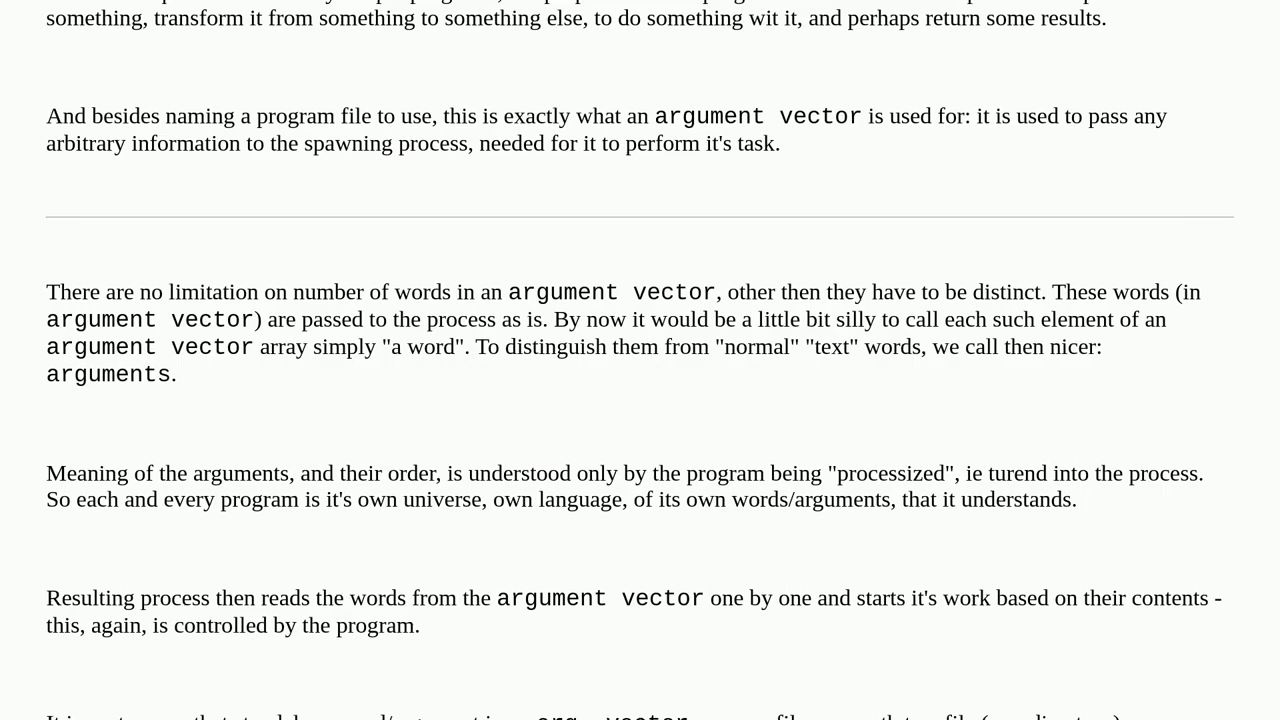 something, transform it from something to something else, to do something wit it, and perhaps return some results.
And besides naming a program file to use, this is exactly what an argument vector is used for: it is used to pass any
arbitrary information to the spawning process, needed for it to perform it's task.
There are no limitation on number of words in an argument vector, other then they have to be distinct. These words (in
argument vector) are passed to the process as is. By now it would be a little bit silly to call each such element of an
argument vector array simply "a word". To distinguish them from "normal" "text" words, we call then nicer:
arguments.
Meaning of the arguments, and their order, is understood only by the program being "processized", ie turend into the process.
So each and every program is it's own universe, own language, of its own words/arguments, that it understands.
Resulting process then reads the words from the argument vector one by one and starts it's work based on their contents -
this, again, is controlled by the program.